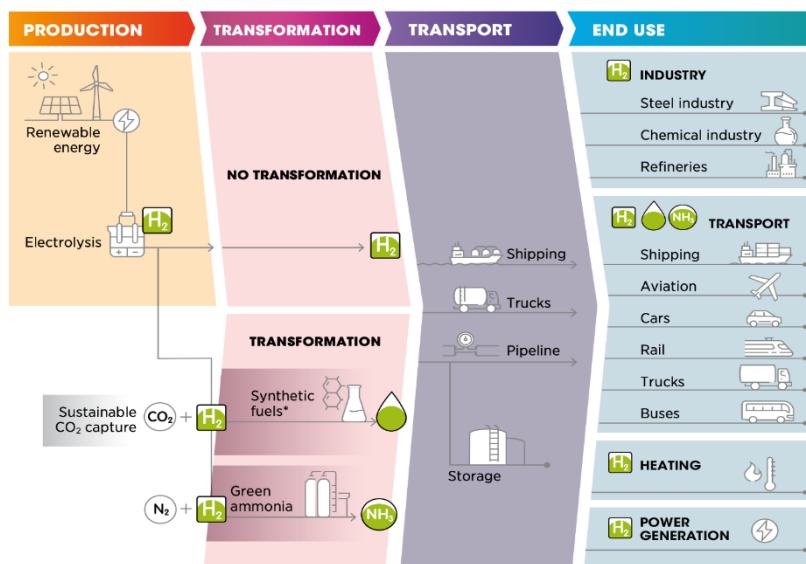 PRODUCTION
TRANSFORMATION
TRANSPORT
END USE
Renewable
energy
Electrolysis
H₂
NO TRANSFORMATION
H₂
TRANSFORMATION
Sustainable
CO₂ capture
CO₂ + H₂
Synthetic
fuels*
N₂ + H₂
Green
ammonia
NH₃
Shipping
Trucks
Pipeline
Storage
H₂ INDUSTRY
Steel industry
Chemical industry
Refineries
H₂ NH₃ TRANSPORT
Shipping
Aviation
Cars
Rail
Trucks
Buses
H₂ HEATING
H₂ POWER
GENERATION